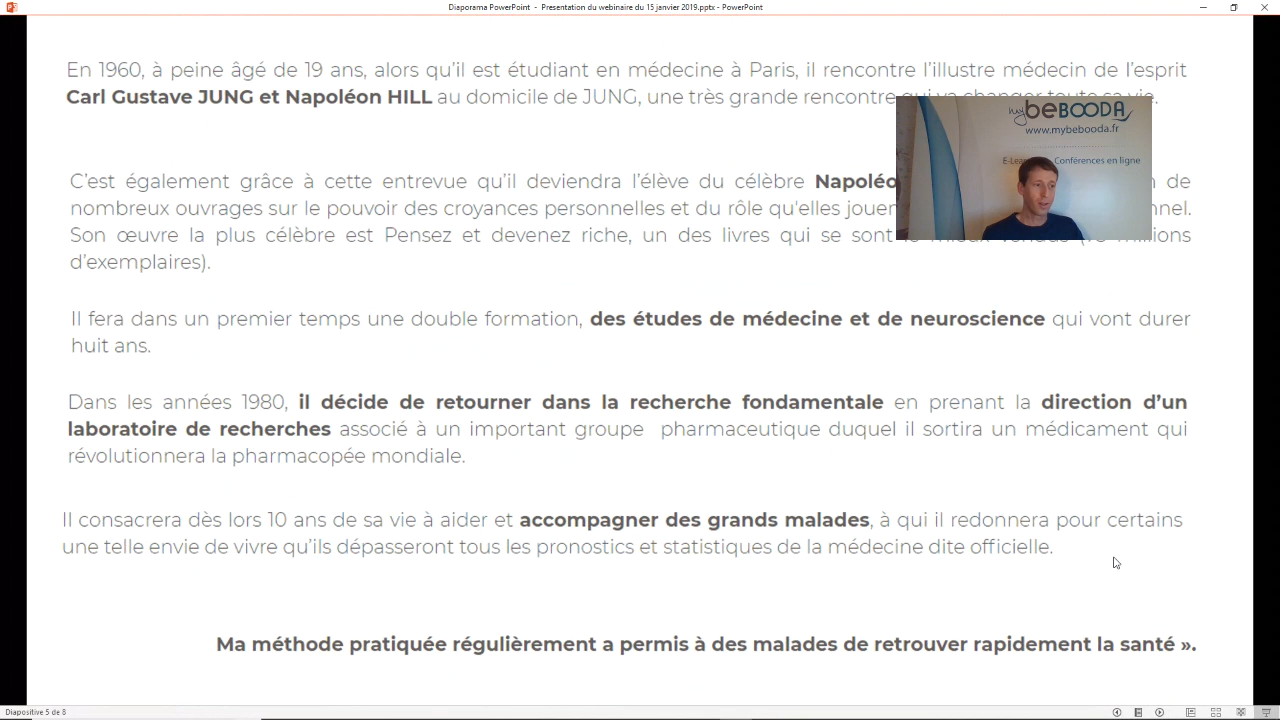 Diaporama PowerPoint - Presentation du webinaire du 15 janvier 2019.pptx - PowerPoint
En 1960, à peine âgé de 19 ans, alors qu'il est étudiant en médecine à Paris, il rencontre l'illustre médecin de l'esprit
Carl Gustave JUNG et Napoléon HILL au domicile de JUNG, une très grande rencontre qui va changer toute sa vie.
my beBOODA
www.mybebooda.fr
Conférences en ligne
C'est également grâce à cette entrevue qu'il deviendra l'élève du célèbre de
nombreux ouvrages sur le pouvoir des croyances personnelles et du rôle qu'elles
Son œuvre la plus célèbre est Pensez et devenez riche, un des livres qui se sont
d'exemplaires).
Il fera dans un premier temps une double formation, des études de médecine et de neuroscience qui vont durer
huit ans.
Dans les années 1980, il décide de retourner dans la recherche fondamentale en prenant la direction d'un
laboratoire de recherches associé à un important groupe pharmaceutique duquel il sortira un médicament qui
révolutionnera la pharmacopée mondiale.
Il consacrera dès lors 10 ans de sa vie à aider et accompagner des grands malades, à qui il redonnera pour certains
une telle envie de vivre qu'ils dépasseront tous les pronostics et statistiques de la médecine dite officielle.
Ma méthode pratiquée régulièrement a permis à des malades de retrouver rapidement la santé ».
Diapositive 5 de 8